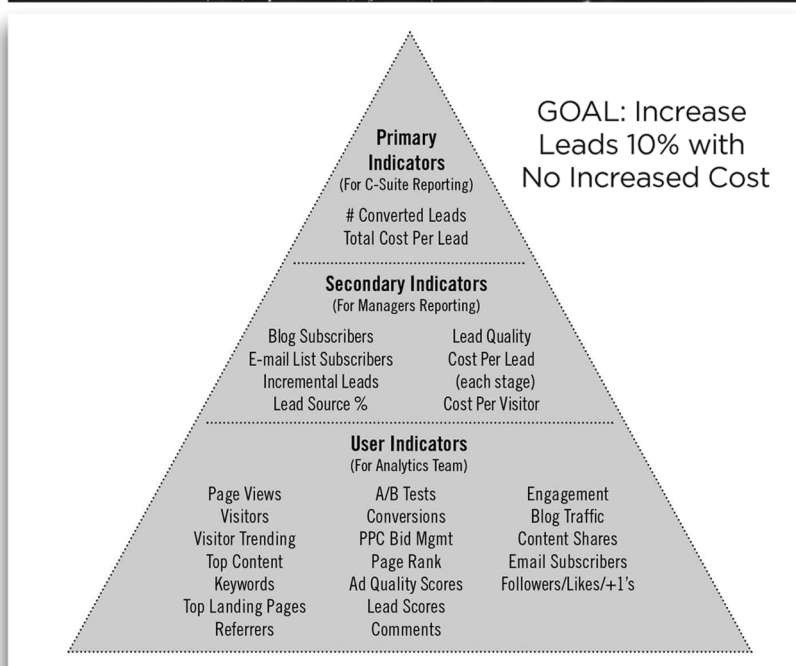 GOAL: Increase
Leads 10% with
No Increased Cost
Primary
Indicators
(For C-Suite Reporting)
# Converted Leads
Total Cost Per Lead
Secondary Indicators
(For Managers Reporting)
Blog Subscribers
E-mail List Subscribers
Incremental Leads
Lead Source %
Lead Quality
Cost Per Lead
(each stage)
Cost Per Visitor
User Indicators
(For Analytics Team)
Page Views
Visitors
Visitor Trending
Top Content
Keywords
Top Landing Pages
Referrers
A/B Tests
Conversions
PPC Bid Mgmt
Page Rank
Ad Quality Scores
Lead Scores
Comments
Engagement
Blog Traffic
Content Shares
Email Subscribers
Followers/Likes/+1's